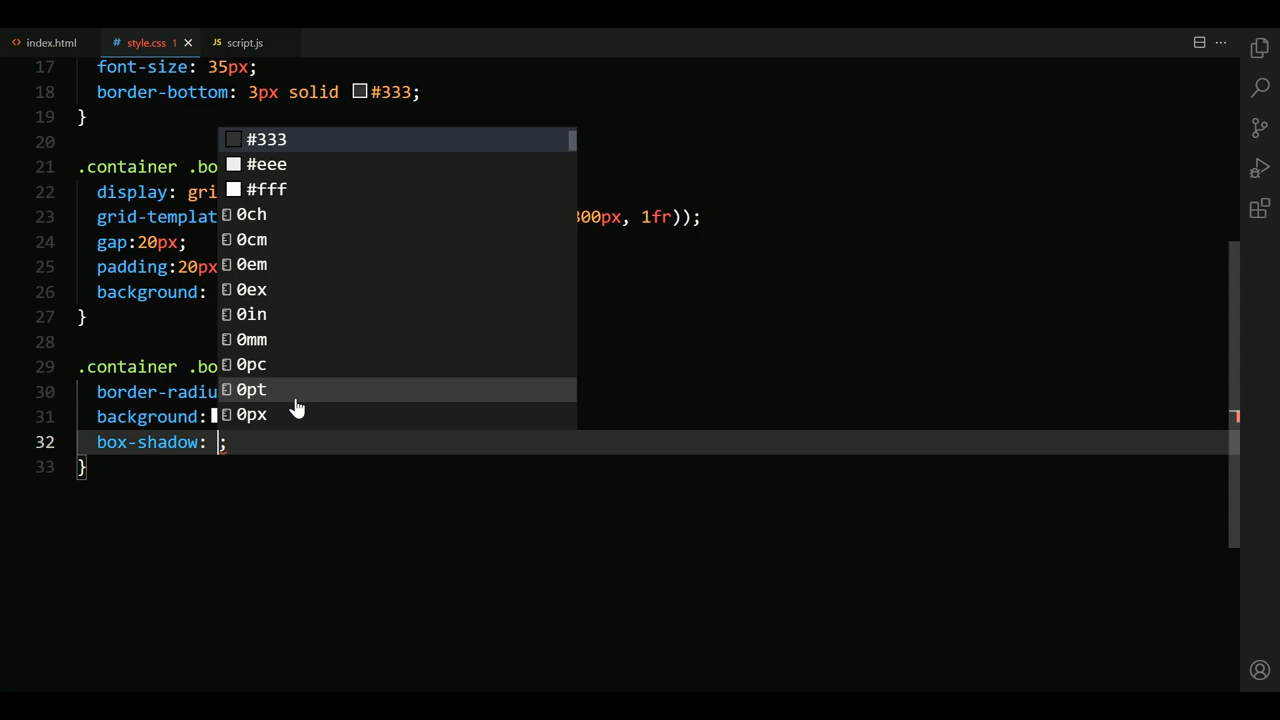 index.html style.css 1 JS script.js
17 font-size: 35px;
18 border-bottom: 3px solid #333;
19 }
20
21 .container .bo
22 display: gri
23 grid-templat 300px, 1fr));
24 gap:20px;
25 padding:20px
26 background:
27 }
28
29 .container .bo
30 border-radiu
31 background:
32 box-shadow: ;
33 }
#333
#eee
#fff
0ch
0cm
0em
0ex
0in
0mm
0pc
0pt
0px